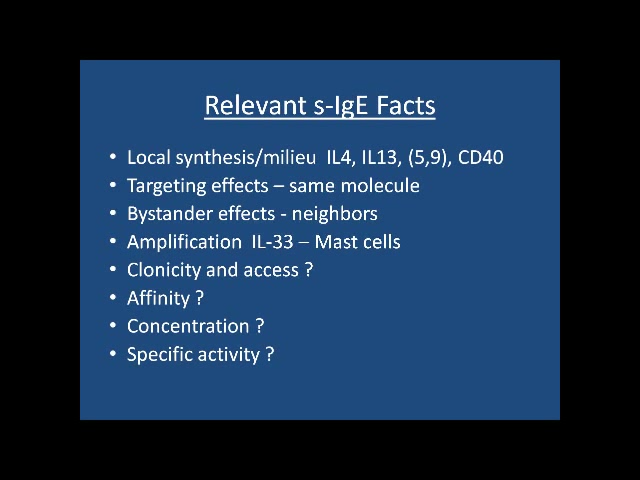 Relevant s-IgE Facts
• Local synthesis/milieu IL4, IL13, (5,9), CD40
• Targeting effects – same molecule
• Bystander effects - neighbors
• Amplification IL-33 – Mast cells
• Clonicity and access ?
• Affinity ?
• Concentration ?
• Specific activity ?